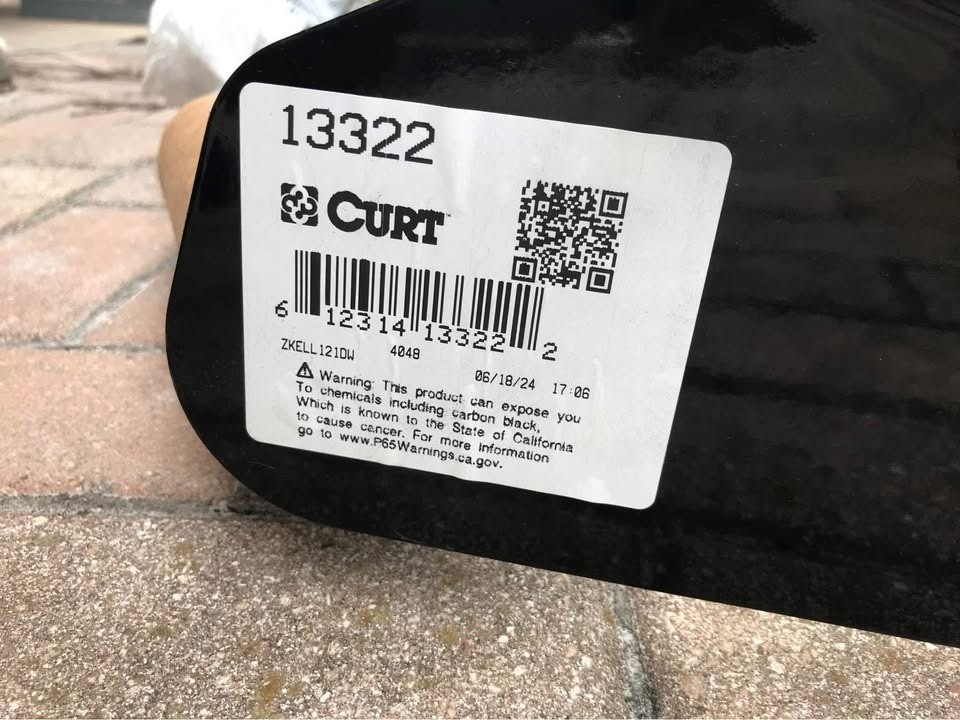 13322
CURT™
6 12314 13322 2
ZKELL121DW 4048
06/18/24 17:06
⚠ Warning: This product can expose you
To chemicals including carbon black,
Which is known to the State of California
to cause cancer. For more information
go to www.P65Warnings.ca.gov.